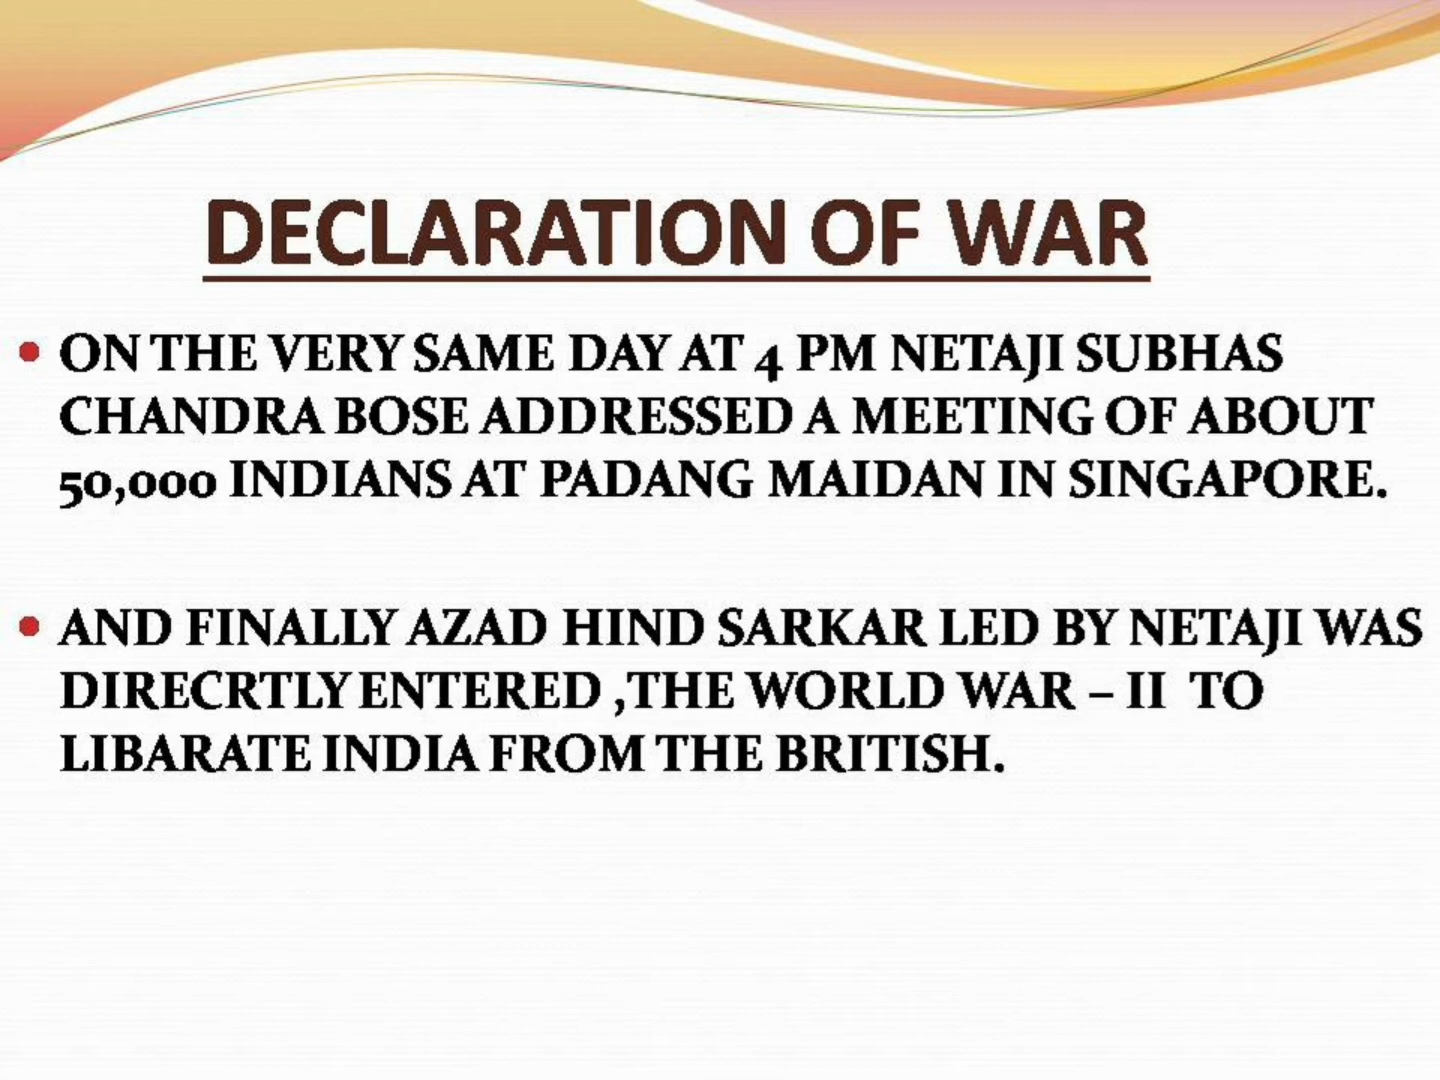 DECLARATION OF WAR
• ON THE VERY SAME DAY AT 4 PM NETAJI SUBHAS
CHANDRA BOSE ADDRESSED A MEETING OF ABOUT
50,000 INDIANS AT PADANG MAIDAN IN SINGAPORE.
• AND FINALLY AZAD HIND SARKAR LED BY NETAJI WAS
DIRECRTLY ENTERED ,THE WORLD WAR – II TO
LIBARATE INDIA FROM THE BRITISH.